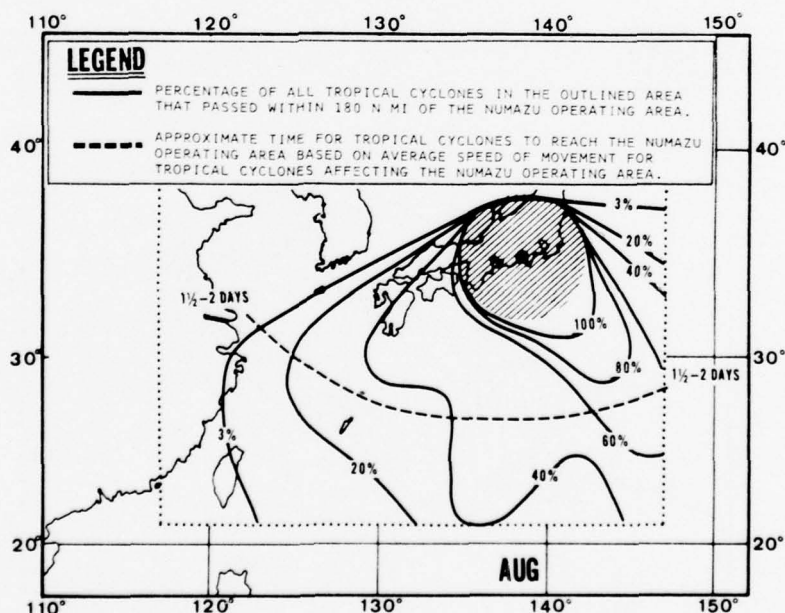 110° 120° 130° 140° 150°
LEGEND
PERCENTAGE OF ALL TROPICAL CYCLONES IN THE OUTLINED AREA
THAT PASSED WITHIN 180 N MI OF THE NUMAZU OPERATING AREA.
APPROXIMATE TIME FOR TROPICAL CYCLONES TO REACH THE NUMAZU
OPERATING AREA BASED ON AVERAGE SPEED OF MOVEMENT FOR
TROPICAL CYCLONES AFFECTING THE NUMAZU OPERATING AREA.
40° 40°
3%
20%
40%
1½-2 DAYS
100%
30° 30°
80%
1½-2 DAYS
60%
3%
20%
40%
20° 20°
AUG
110° 120° 130° 140° 150°